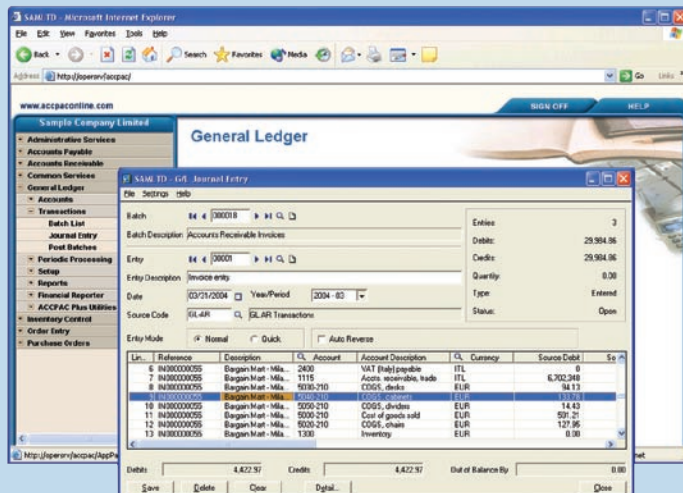 SAMLTD - Microsoft Internet Explorer
File Edit View Favorites Tools Help
Back Search Favorites Media
Address http://operorv/accpac/ Go Links
www.accpaconline.com SIGN OFF HELP
Sample Company Limited
Administrative Services
Accounts Payable
Accounts Receivable
Common Services
General Ledger
Accounts
Transactions
Batch List
Journal Entry
Post Batches
Periodic Processing
Setup
Reports
Financial Reporter
ACCPAC Plus Utilities
Inventory Control
Order Entry
Purchase Orders
General Ledger
SAMLTD - G/L Journal Entry
File Settings Help
Batch 000018
Batch Description Accounts Receivable Invoices
Entry 00001
Entry Description Invoice entry
Date 03/21/2004 Year/Period 2004 - 03
Source Code GL-AR GL AR Transactions
Entry Mode Normal Quick Auto Reverse
Entries: 3
Debits: 29,984.86
Credits: 29,984.86
Quantity: 0.00
Type: Entered
Status: Open
Lin... Reference Description Account Account Description Currency Source Debit So
6 IN000000055 Bargain Mart - Mila... 2400 VAT (Italy) payable ITL 0
7 IN000000055 Bargain Mart - Mila... 1115 Accts. receivable, trade ITL 6,702,348
8 IN000000055 Bargain Mart - Mila... 5030-210 COGS, desks EUR 94.13
9 IN000000055 Bargain Mart - Mila... 5040-210 COGS, cabinets EUR 133.78
10 IN000000055 Bargain Mart - Mila... 5050-210 COGS, dividers EUR 14.43
11 IN000000055 Bargain Mart - Mila... 5000-210 Cost of goods sold EUR 501.21
12 IN000000055 Bargain Mart - Mila... 5020-210 COGS, chairs EUR 127.95
13 IN000000055 Bargain Mart - Mila... 1300 Inventory EUR 0.00
Debits 4,422.97 Credits 4,422.97 Out of Balance By 0.00
Save Delete Clear Detail... Close
http://operorv/accpac/AppPa